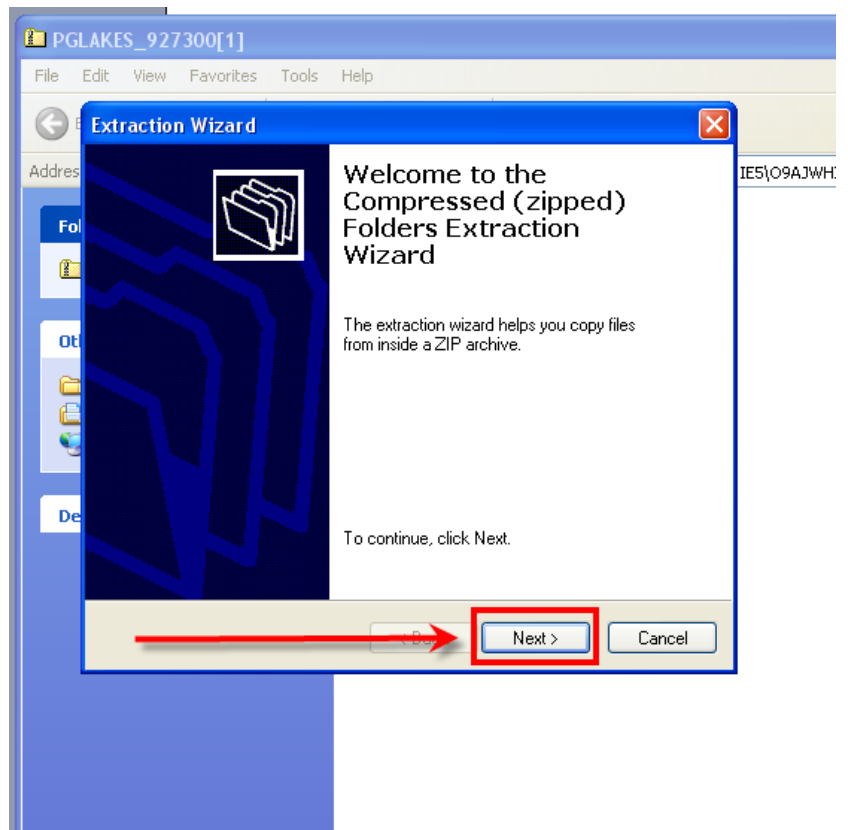 PGLAKES_927300[1]
File Edit View Favorites Tools Help
Extraction Wizard
Addres
IE5\O9AJWH
Welcome to the
Compressed (zipped)
Folders Extraction
Wizard
Fol
The extraction wizard helps you copy files
from inside a ZIP archive.
De
To continue, click Next.
Next > Cancel